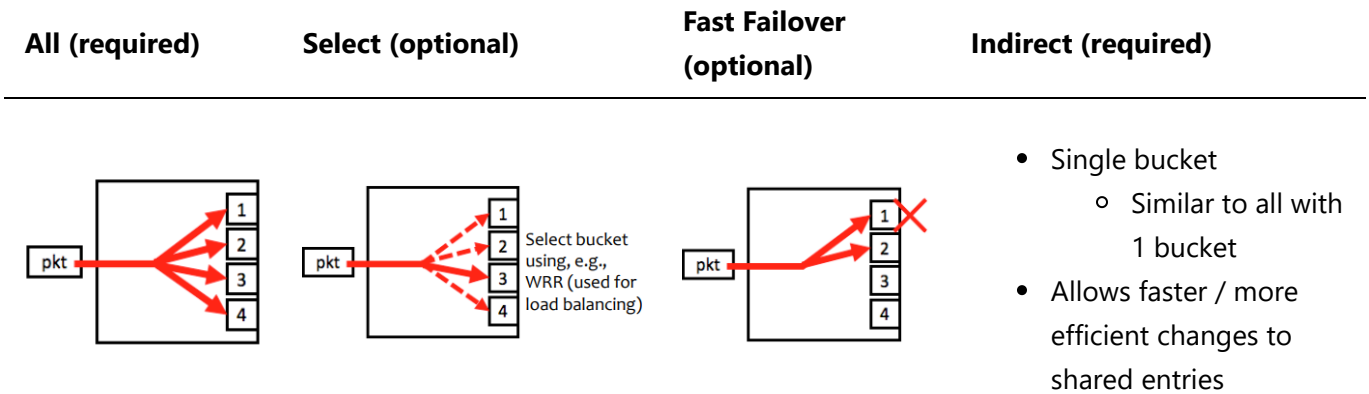 All (required)
Select (optional)
Fast Failover
(optional)
Indirect (required)
pkt
1
2
3
4
pkt
1
2
3
4
Select bucket
using, e.g.,
WRR (used for
load balancing)
pkt
1
2
3
4
• Single bucket
○ Similar to all with
1 bucket
• Allows faster / more
efficient changes to
shared entries